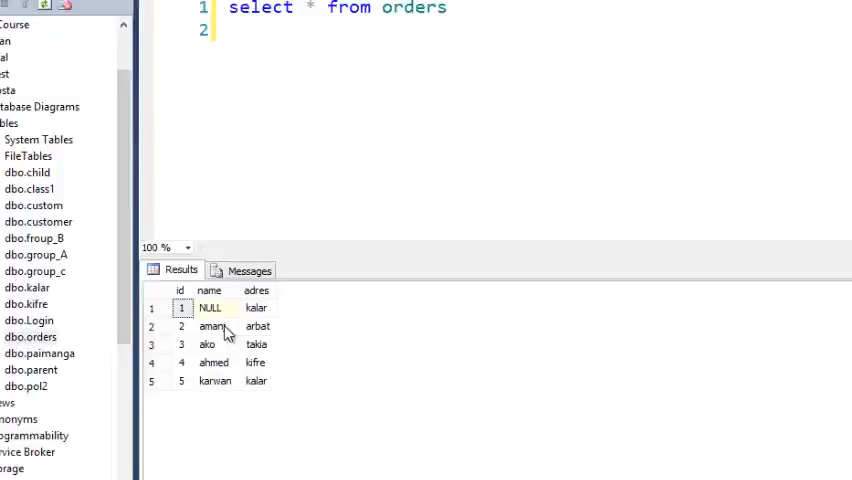 1 select * from orders
2
Course
an
al
est
osta
atabase Diagrams
bles
System Tables
FileTables
dbo.child
dbo.class1
dbo.custom
dbo.customer
dbo.froup_B
dbo.group_A
dbo.group_c
dbo.kalar
dbo.kifre
dbo.Login
dbo.orders
dbo.paimanga
dbo.parent
dbo.pol2
ews
nonyms
ogrammability
rvice Broker
orage
100 %
Results Messages
id name adres
1 1 NULL kalar
2 2 amanj arbat
3 3 ako takia
4 4 ahmed kifre
5 5 karwan kalar